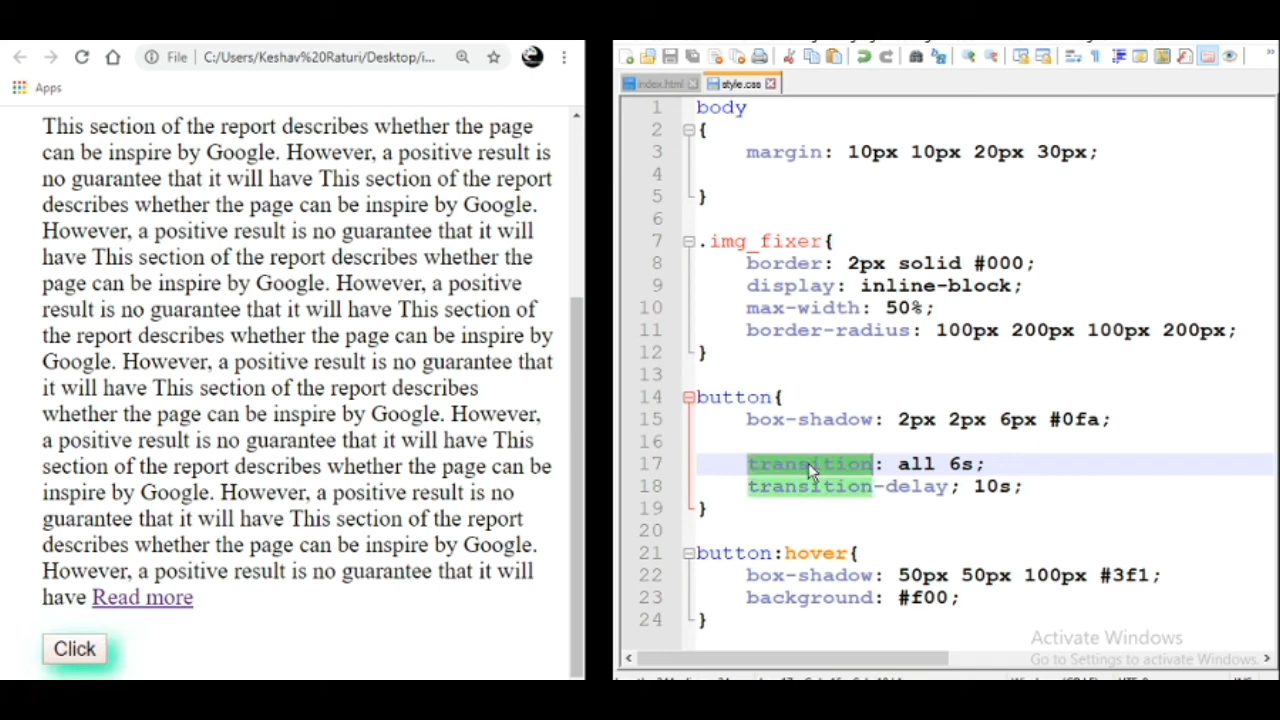 File
C:/Users/Keshav%20Raturi/Desktop/i...
Apps
This section of the report describes whether the page
can be inspire by Google. However, a positive result is
no guarantee that it will have This section of the report
describes whether the page can be inspire by Google.
However, a positive result is no guarantee that it will
have This section of the report describes whether the
page can be inspire by Google. However, a positive
result is no guarantee that it will have This section of
the report describes whether the page can be inspire by
Google. However, a positive result is no guarantee that
it will have This section of the report describes
whether the page can be inspire by Google. However,
a positive result is no guarantee that it will have This
section of the report describes whether the page can be
inspire by Google. However, a positive result is no
guarantee that it will have This section of the report
describes whether the page can be inspire by Google.
However, a positive result is no guarantee that it will
have Read more
Click
index.html
style.css
1 body
2 {
3 margin: 10px 10px 20px 30px;
4
5 }
6
7 .img_fixer{
8 border: 2px solid #000;
9 display: inline-block;
10 max-width: 50%;
11 border-radius: 100px 200px 100px 200px;
12 }
13
14 button{
15 box-shadow: 2px 2px 6px #0fa;
16
17 transition: all 6s;
18 transition-delay; 10s;
19 }
20
21 button:hover{
22 box-shadow: 50px 50px 100px #3f1;
23 background: #f00;
24 }
Activate Windows
Go to Settings to activate Windows.